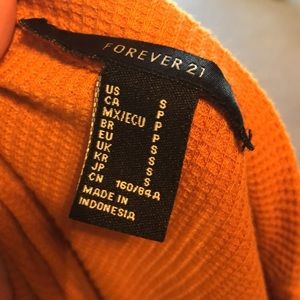 FOREVER 21
US S
CA P
MX/ECU P
BR P
EU S
UK S
KR S
JP S
CN 160/84A
MADE IN
INDONESIA